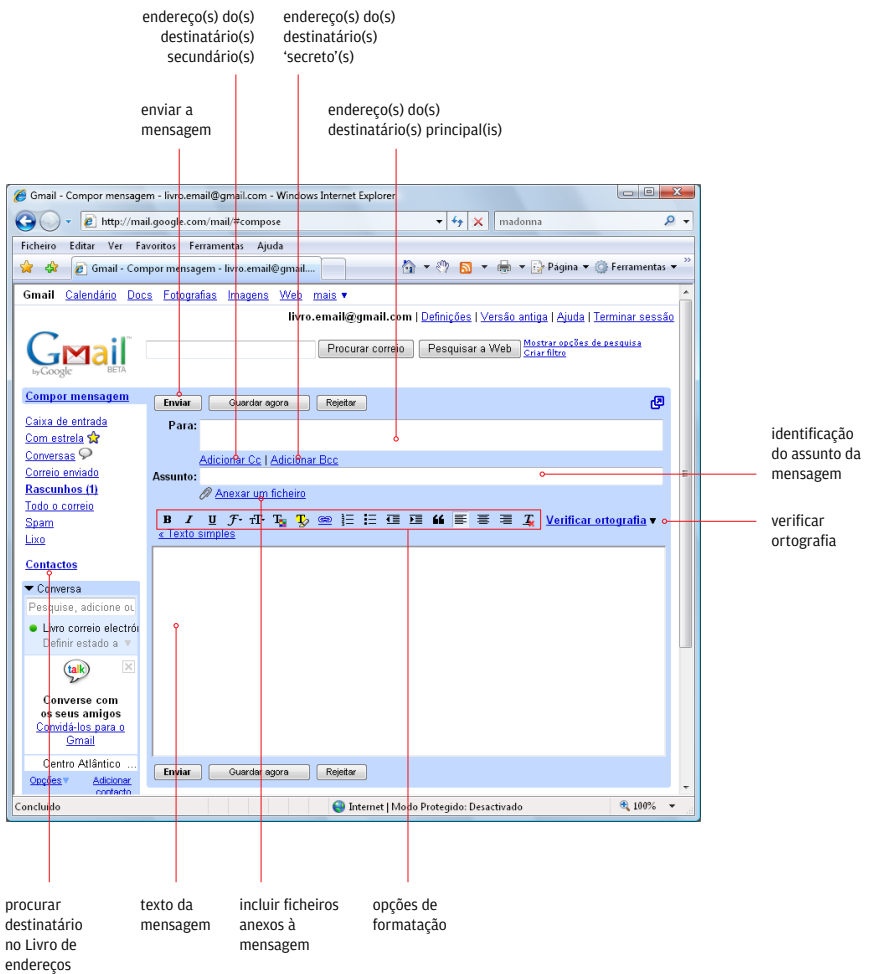 endereço(s) do(s)
destinatário(s)
secundário(s)
endereço(s) do(s)
destinatário(s)
‘secreto’(s)
enviar a
mensagem
endereço(s) do(s)
destinatário(s) principal(is)
Gmail - Compor mensagem - livro.email@gmail.com - Windows Internet Explorer
http://mail.google.com/mail/#compose
madonna
Ficheiro Editar Ver Favoritos Ferramentas Ajuda
Gmail - Compor mensagem - livro.email@gmail....
Página Ferramentas
Gmail Calendário Docs Fotografias Imagens Web mais ▼
livro.email@gmail.com | Definições | Versão antiga | Ajuda | Terminar sessão
Gmail
by Google BETA
Procurar correio Pesquisar a Web
Mostrar opções de pesquisa
Criar filtro
Compor mensagem
Caixa de entrada
Com estrela
Conversas
Correio enviado
Rascunhos (1)
Todo o correio
Spam
Lixo
Contactos
▼ Conversa
Pesquise, adicione ou
Livro correio electrón
Definir estado a ▼
talk
Converse com
os seus amigos
Convidá-los para o
Gmail
Centro Atlântico ...
Opções ▼ Adicionar
contacto
Enviar Guardar agora Rejeitar
Para:
Adicionar Cc | Adicionar Bcc
Assunto:
Anexar um ficheiro
B I U F T T T Verificar ortografia ▼
« Texto simples
Enviar Guardar agora Rejeitar
Concluído
Internet | Modo Protegido: Desactivado
100%
identificação
do assunto da
mensagem
verificar
ortografia
procurar
destinatário
no Livro de
endereços
texto da
mensagem
incluir ficheiros
anexos à
mensagem
opções de
formatação